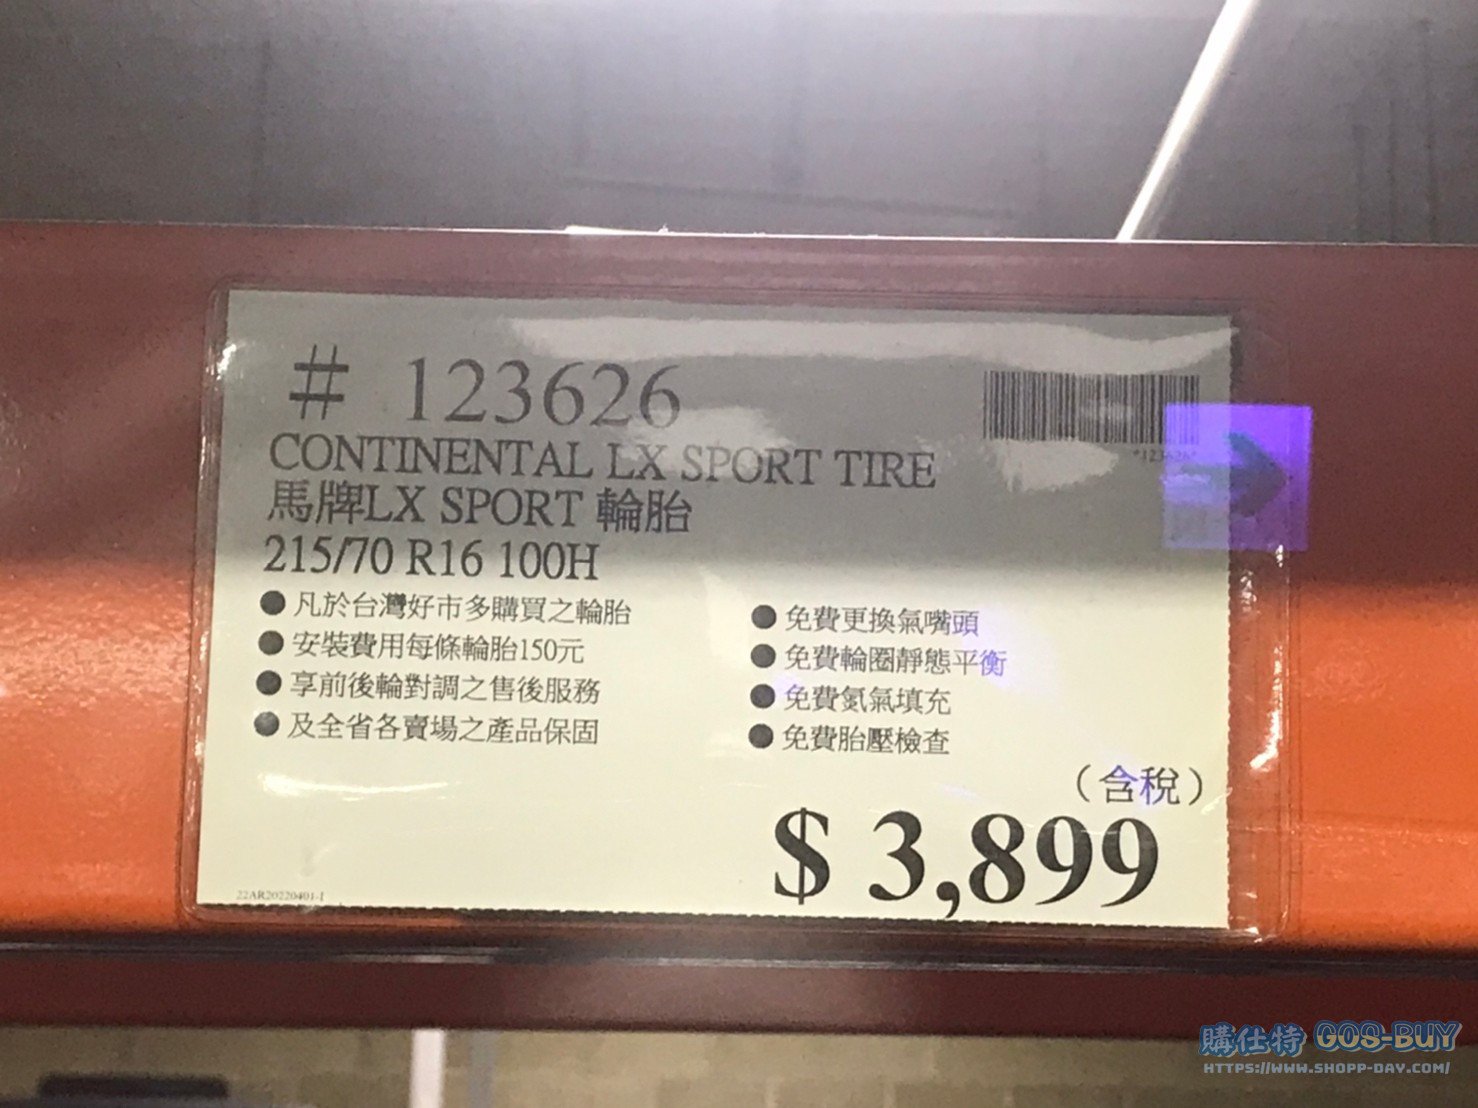 # 123626
*123626*
CONTINENTAL LX SPORT TIRE
馬牌LX SPORT 輪胎
215/70 R16 100H
●凡於台灣好市多購買之輪胎
●安裝費用每條輪胎150元
●享前後輪對調之售後服務
●及全省各賣場之產品保固
●免費更換氣嘴頭
●免費輪圈靜態平衡
●免費氮氣填充
●免費胎壓檢查
（含稅）
$ 3,899
22AR20220401-1
購仕特 GOS-BUY
HTTPS://WWW.SHOPP-DAY.COM/